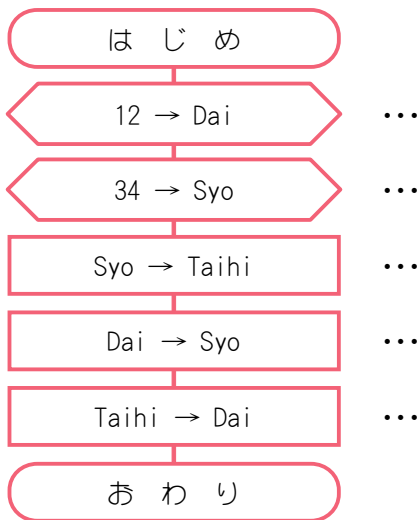 は じ め
12 → Dai …
34 → Syo …
Syo → Taihi …
Dai → Syo …
Taihi → Dai …
お わ り